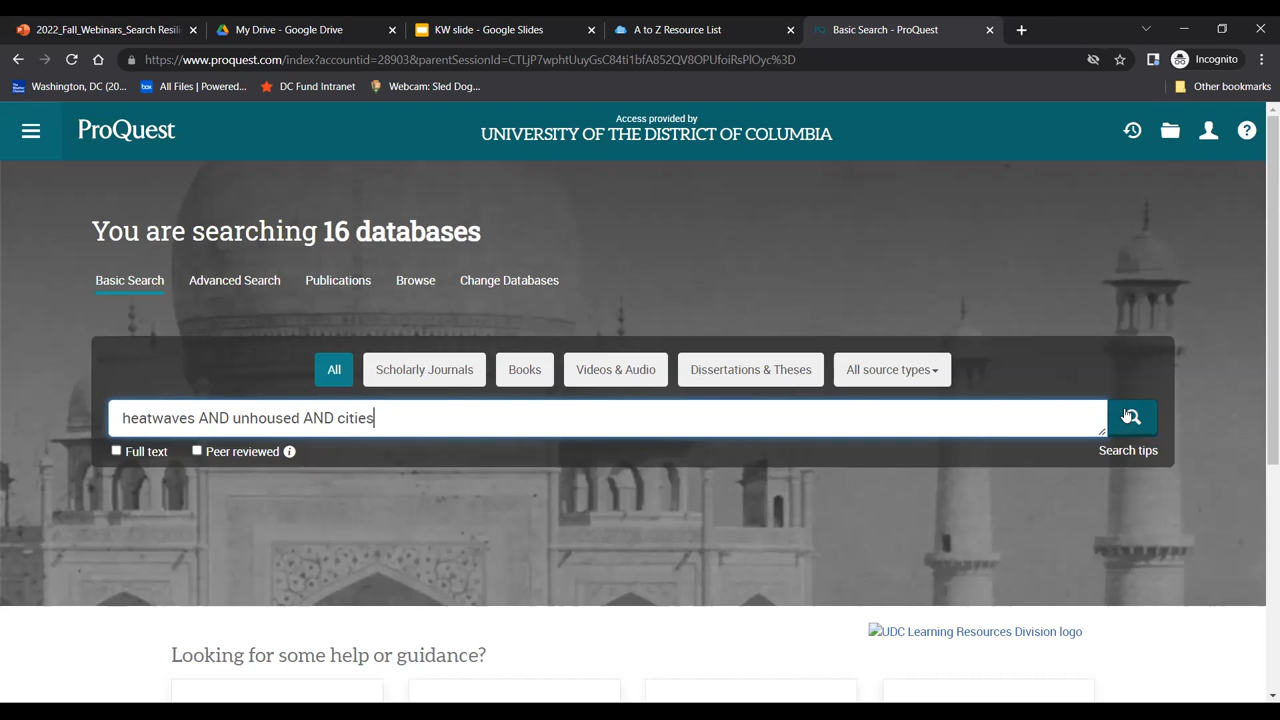 2022_Fall_Webinars_Search Resili
My Drive - Google Drive
KW slide - Google Slides
A to Z Resource List
Basic Search - ProQuest
https://www.proquest.com/index?accountid=28903&parentSessionId=CTLjP7wphtUuyGsC84ti1bfA852QV8OPUfoiRsPlOyc%3D
Incognito
Washington, DC (20...
All Files | Powered...
DC Fund Intranet
Webcam: Sled Dog...
Other bookmarks
ProQuest
Access provided by
UNIVERSITY OF THE DISTRICT OF COLUMBIA
You are searching 16 databases
Basic Search
Advanced Search
Publications
Browse
Change Databases
All
Scholarly Journals
Books
Videos & Audio
Dissertations & Theses
All source types
heatwaves AND unhoused AND cities
Full text
Peer reviewed
Search tips
UDC Learning Resources Division logo
Looking for some help or guidance?